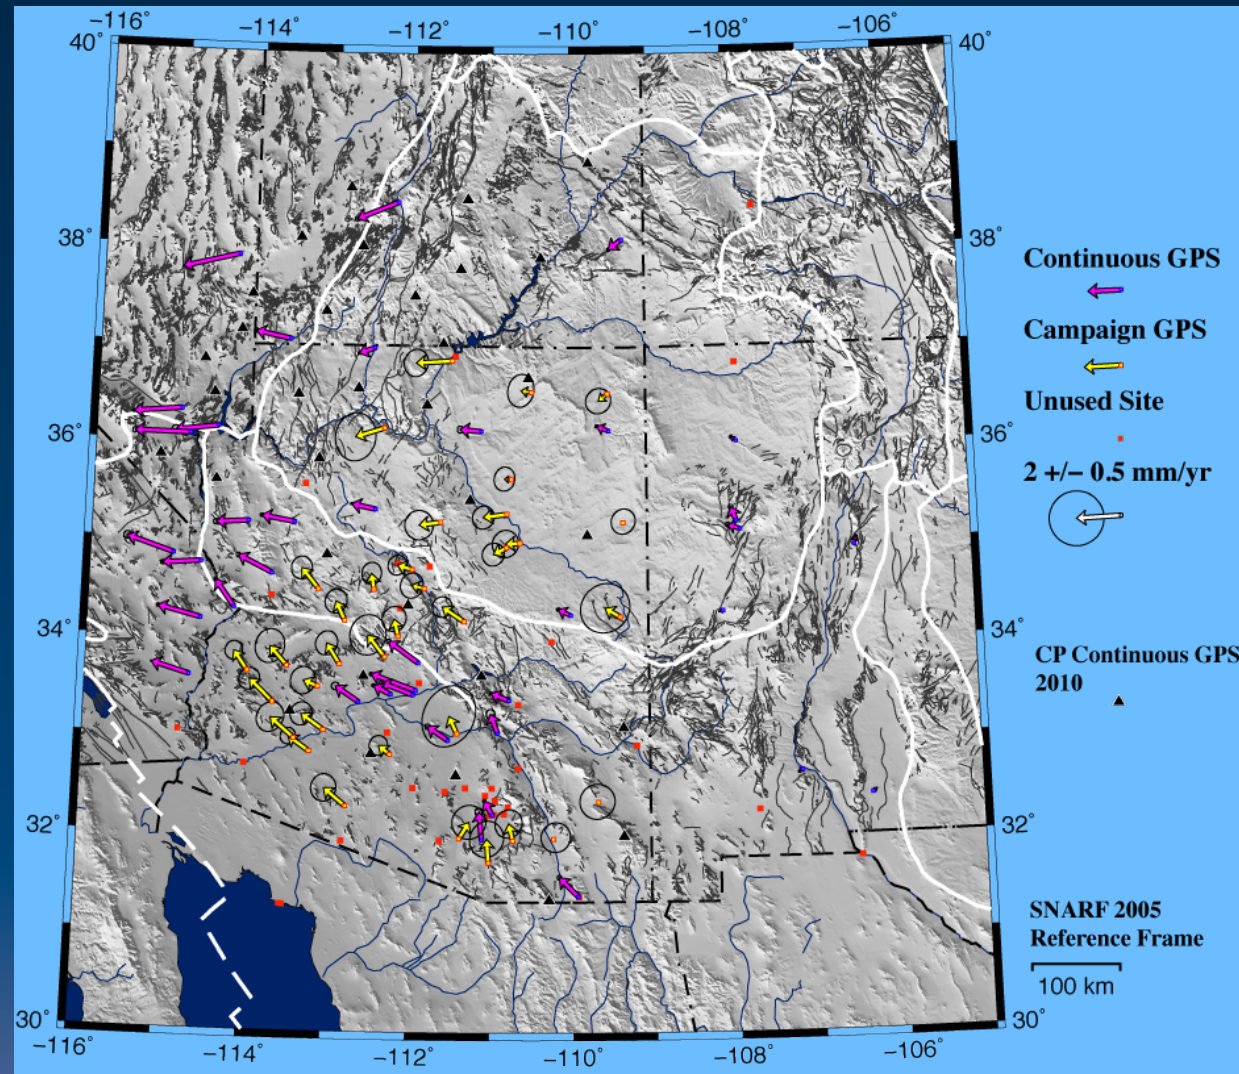 −116° −114° −112° −110° −108° −106°
40° 40°
38° 38°
36° 36°
34° 34°
32° 32°
30° 30°
−116° −114° −112° −110° −108° −106°
Continuous GPS
Campaign GPS
Unused Site
2 +/− 0.5 mm/yr
CP Continuous GPS
2010
SNARF 2005
Reference Frame
100 km